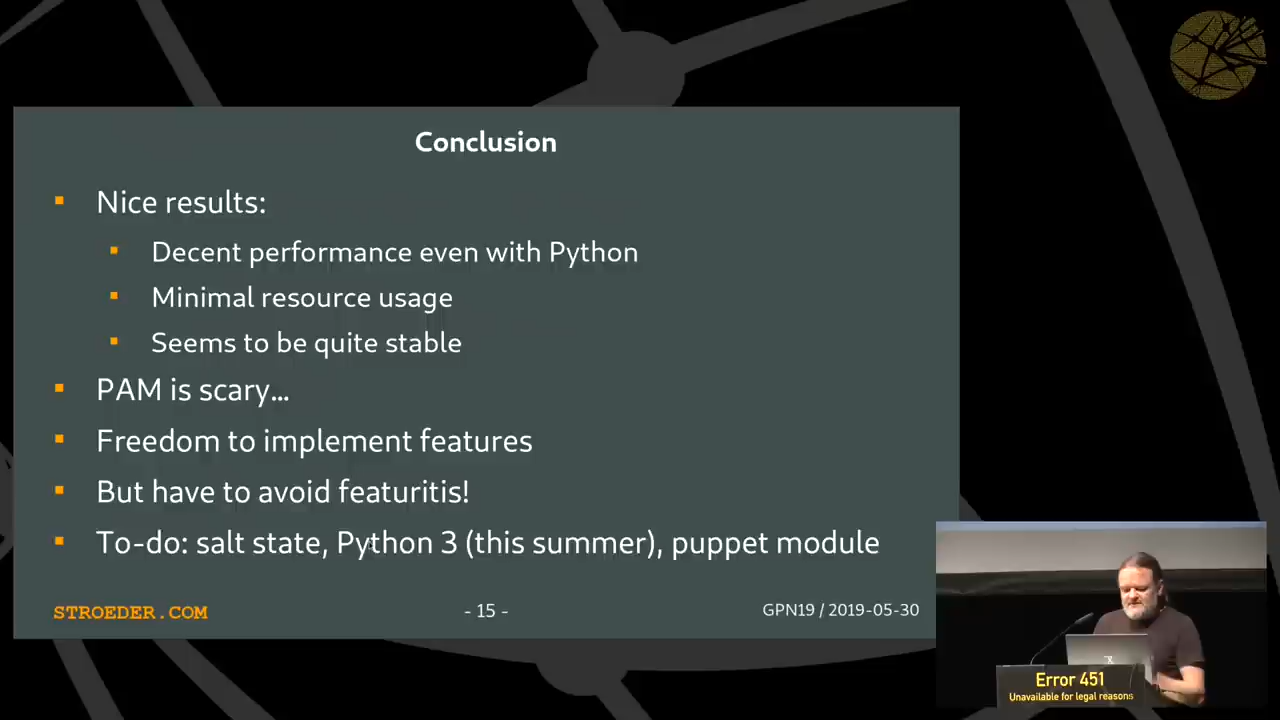 Conclusion
Nice results:
Decent performance even with Python
Minimal resource usage
Seems to be quite stable
PAM is scary...
Freedom to implement features
But have to avoid featuritis!
To-do: salt state, Python 3 (this summer), puppet module
STROEDER.COM
- 15 -
GPN19 / 2019-05-30
Error 451
Unavailable for legal reasons